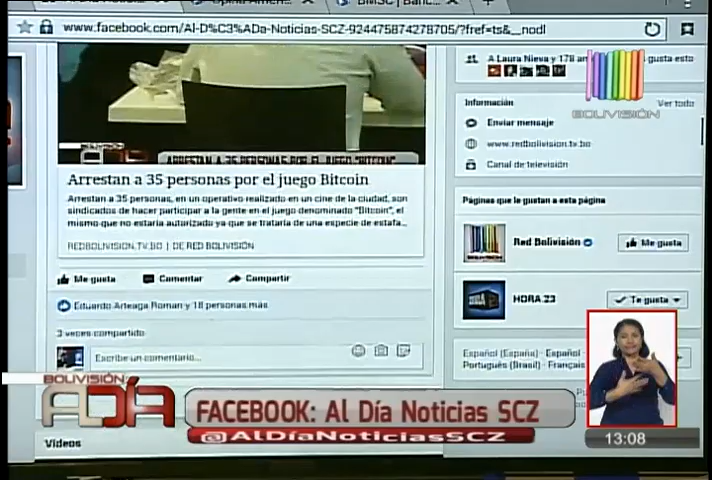 BMSC | Banc...
www.facebook.com/Al-D%C3%ADa-Noticias-SCZ-924475874278705/?fref=ts&__nodl
A Laura Nieva y 178
gusta esto
BOLIVISIÓN
Información
Ver todo
Enviar mensaje
www.redbolivision.tv.bo
Canal de televisión
ARRESTAN A 35 PERSONAS POR EL JUEGO "BITCOIN"
Arrestan a 35 personas por el juego Bitcoin
Arrestan a 35 personas, en un operativo realizado en un cine de la ciudad, son
sindicados de hacer participar a la gente en el juego denominado "Bitcoin", el
mismo que no estaría autorizado ya que se trataría de una especie de estafa...
REDBOLIVISION.TV.BO | DE RED BOLIVISIÓN
Me gusta Comentar Compartir
Eduardo Arteaga Roman y 18 personas más
3 veces compartido
Escribe un comentario...
Páginas que le gustan a esta página
Red Bolivisión
Me gusta
HORA 23
Te gusta
Español (España) · Español
Português (Brasil) · Français
BOLIVISIÓN
AL DÍA
FACEBOOK: Al Día Noticias SCZ
@AlDíaNoticiasSCZ
13:08
Videos